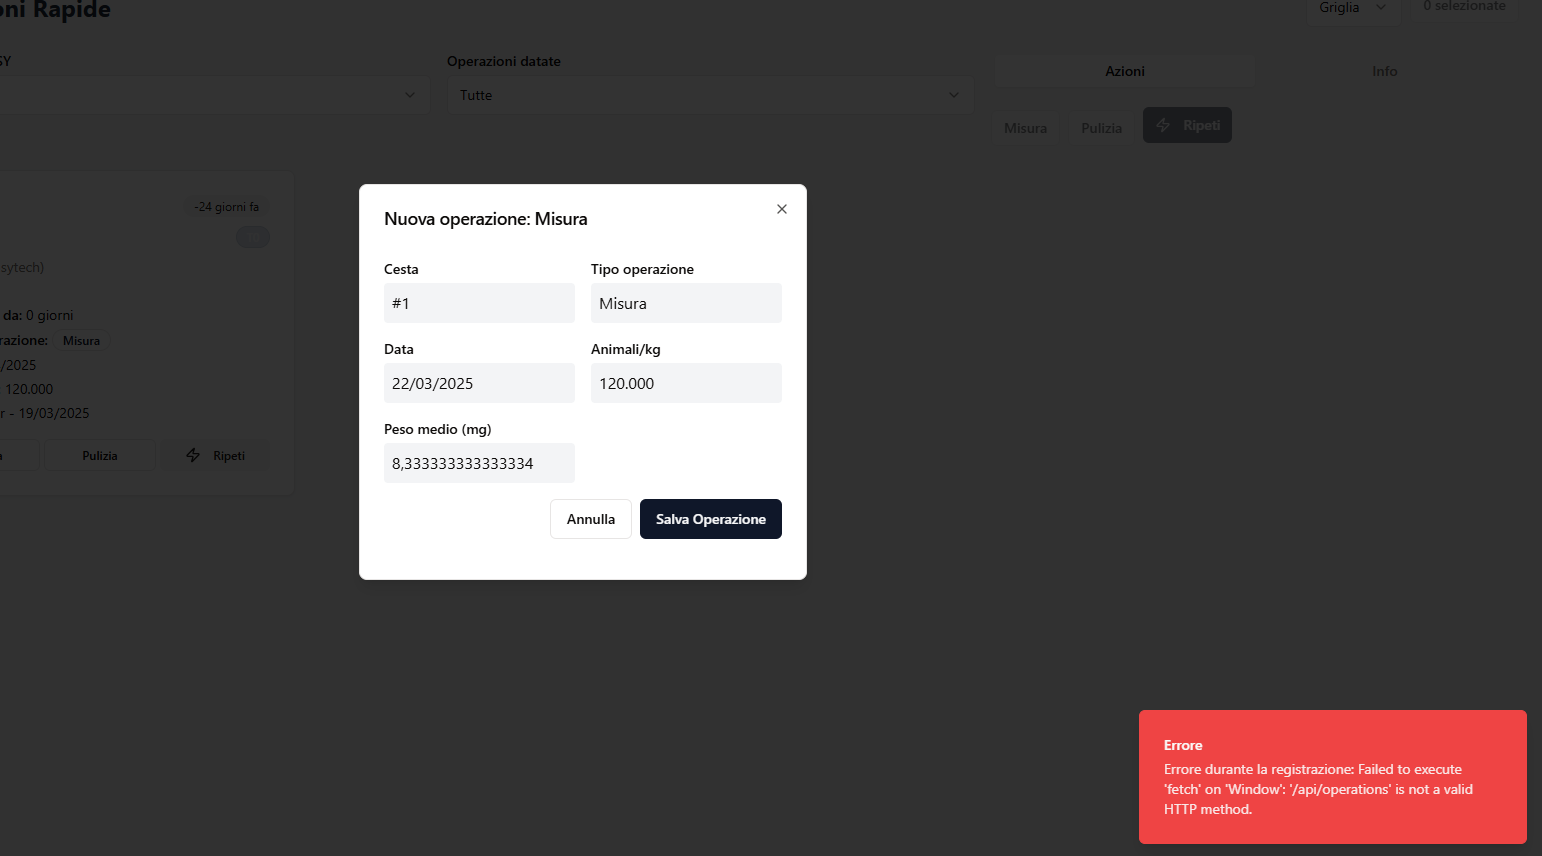 oni Rapide
Griglia
0 selezionate
SY
Operazioni datate
Tutte
Azioni
Info
Misura
Pulizia
Ripeti
-24 giorni fa
sytech)
da: 0 giorni
razione: Misura
/2025
120.000
r - 19/03/2025
a
Pulizia
Ripeti
Nuova operazione: Misura
Cesta
Tipo operazione
#1
Misura
Data
Animali/kg
22/03/2025
120.000
Peso medio (mg)
8,333333333333334
Annulla
Salva Operazione
Errore
Errore durante la registrazione: Failed to execute
'fetch' on 'Window': '/api/operations' is not a valid
HTTP method.